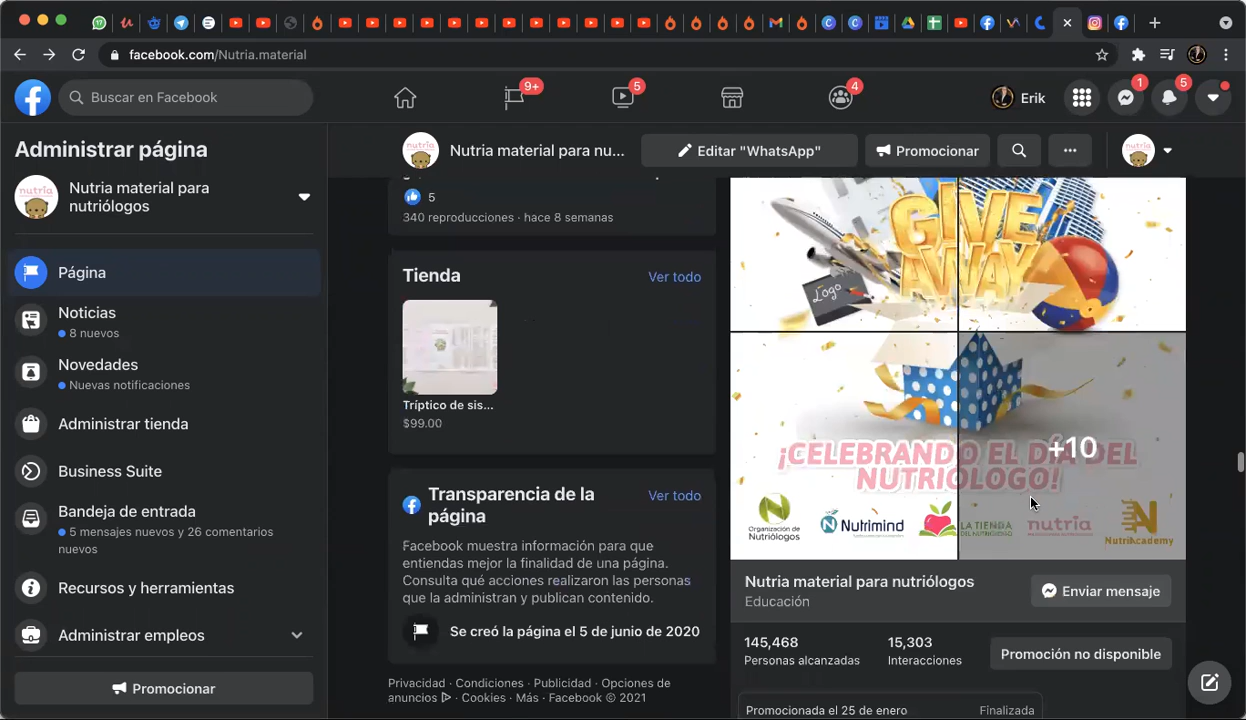 facebook.com/Nutria.material
Buscar en Facebook
9+
5
4
Erik
1
5
Administrar página
Nutria material para
nutriólogos
Página
Noticias
8 nuevos
Novedades
Nuevas notificaciones
Administrar tienda
Business Suite
Bandeja de entrada
5 mensajes nuevos y 26 comentarios
nuevos
Recursos y herramientas
Administrar empleos
Promocionar
nutria
Nutria material para nu...
Editar "WhatsApp"
Promocionar
5
340 reproducciones · hace 8 semanas
Tienda
Ver todo
Tríptico de sis...
$99.00
Transparencia de la
página
Ver todo
Facebook muestra información para que
entiendas mejor la finalidad de una página.
Consulta qué acciones realizaron las personas
que la administran y publican contenido.
Se creó la página el 5 de junio de 2020
Privacidad · Condiciones · Publicidad · Opciones de
anuncios · Cookies · Más · Facebook © 2021
GIVE
AWAY
Logo
+10
¡CELEBRANDO EL DÍA DEL
NUTRIÓLOGO!
Organización de
Nutriólogos
Nutrimind
LA TIENDA
DEL NUTRIÓLOGO
nutria
NutriAcademy
Nutria material para nutriólogos
Educación
Enviar mensaje
145,468
Personas alcanzadas
15,303
Interacciones
Promoción no disponible
Promocionada el 25 de enero
Finalizada